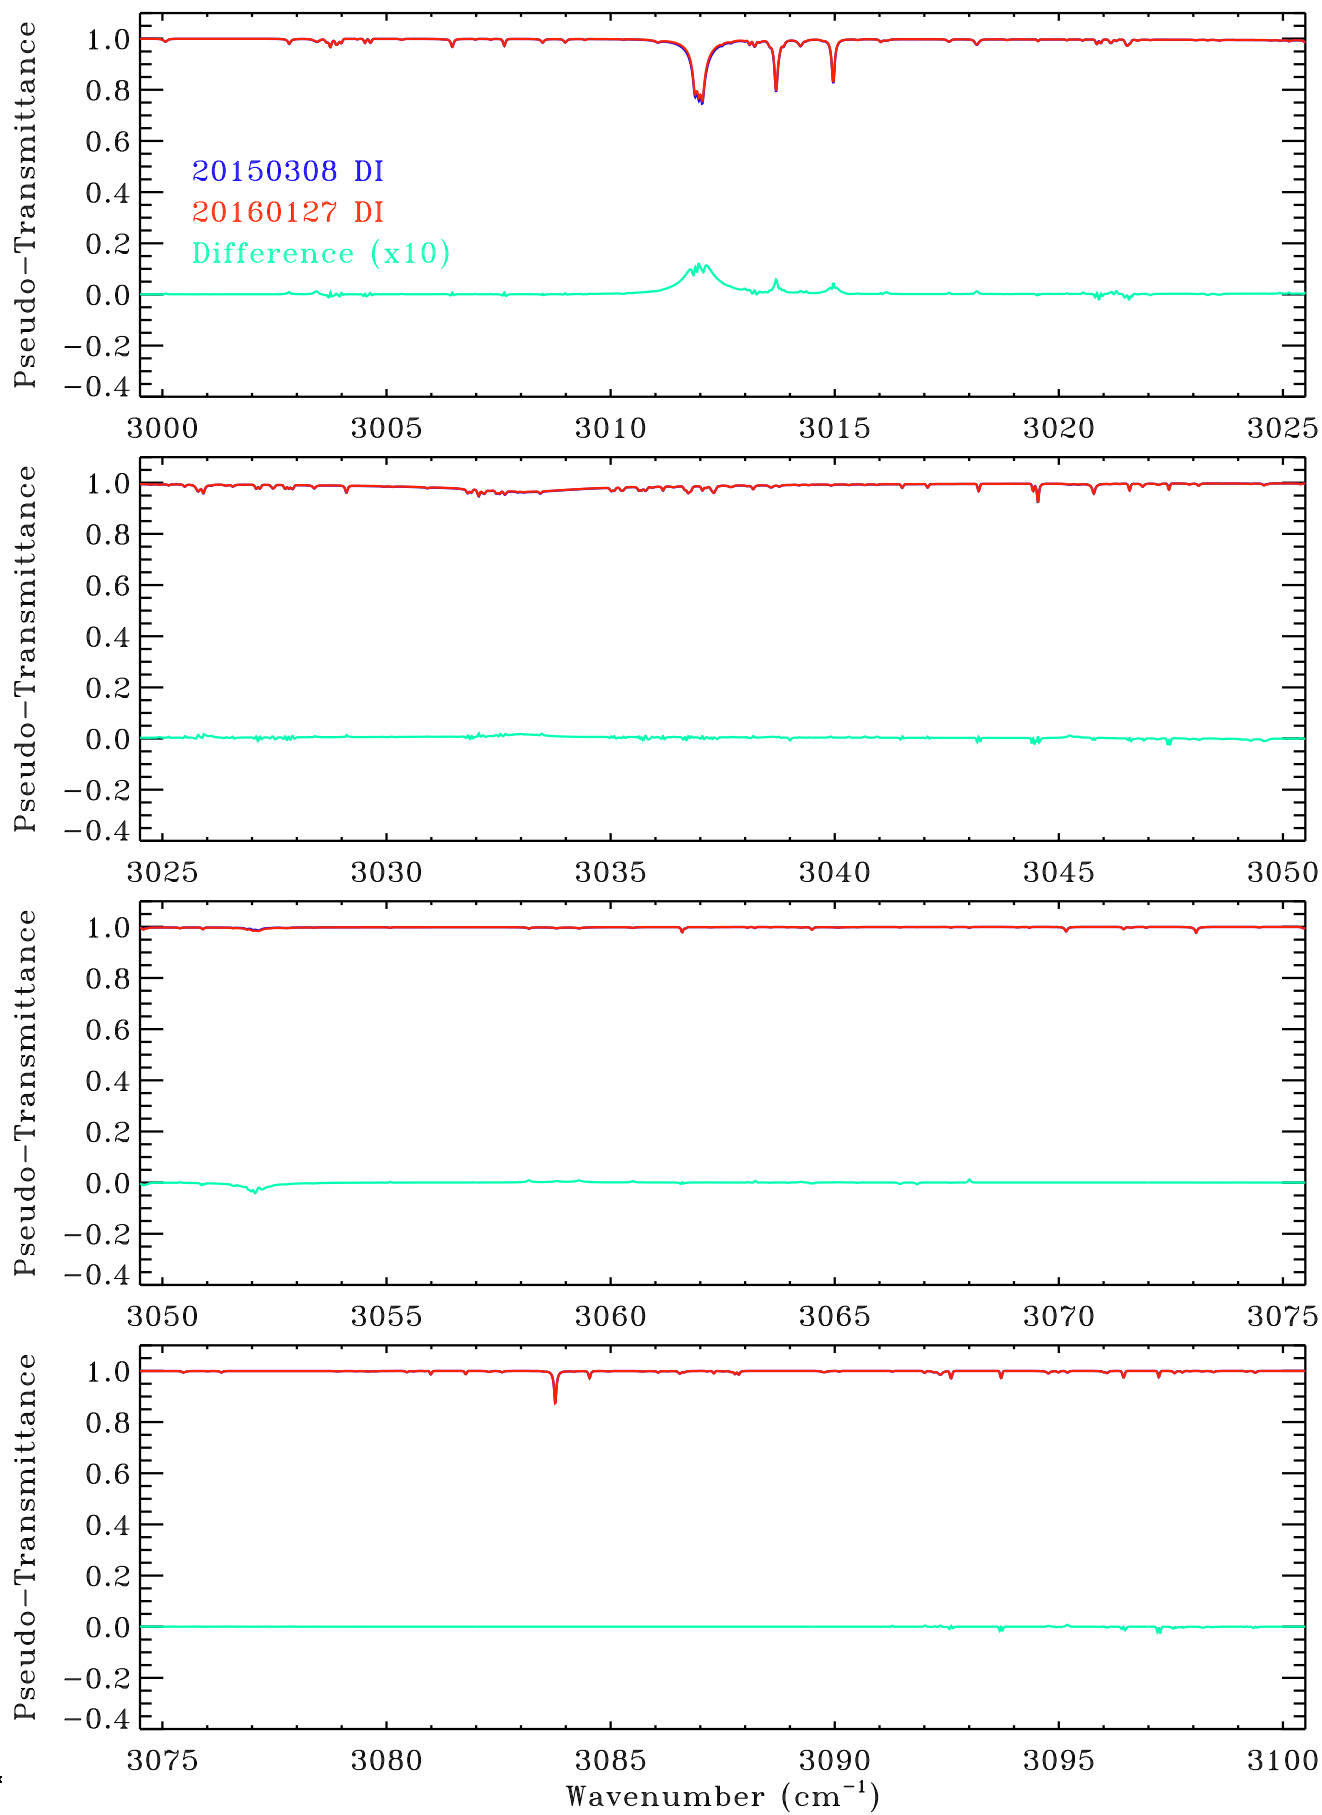 Pseudo−Transmittance
1.0
0.8
0.6
0.4
0.2
0.0
−0.2
−0.4
20150308 DI
20160127 DI
Difference (x10)
3000 3005 3010 3015 3020 3025
Pseudo−Transmittance
1.0
0.8
0.6
0.4
0.2
0.0
−0.2
−0.4
3025 3030 3035 3040 3045 3050
Pseudo−Transmittance
1.0
0.8
0.6
0.4
0.2
0.0
−0.2
−0.4
3050 3055 3060 3065 3070 3075
Pseudo−Transmittance
1.0
0.8
0.6
0.4
0.2
0.0
−0.2
−0.4
3075 3080 3085 3090 3095 3100
Wavenumber (cm⁻¹)